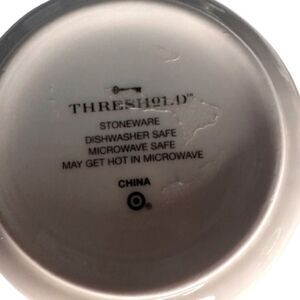 THRESHOLD™
STONEWARE
DISHWASHER SAFE
MICROWAVE SAFE
MAY GET HOT IN MICROWAVE
CHINA
®